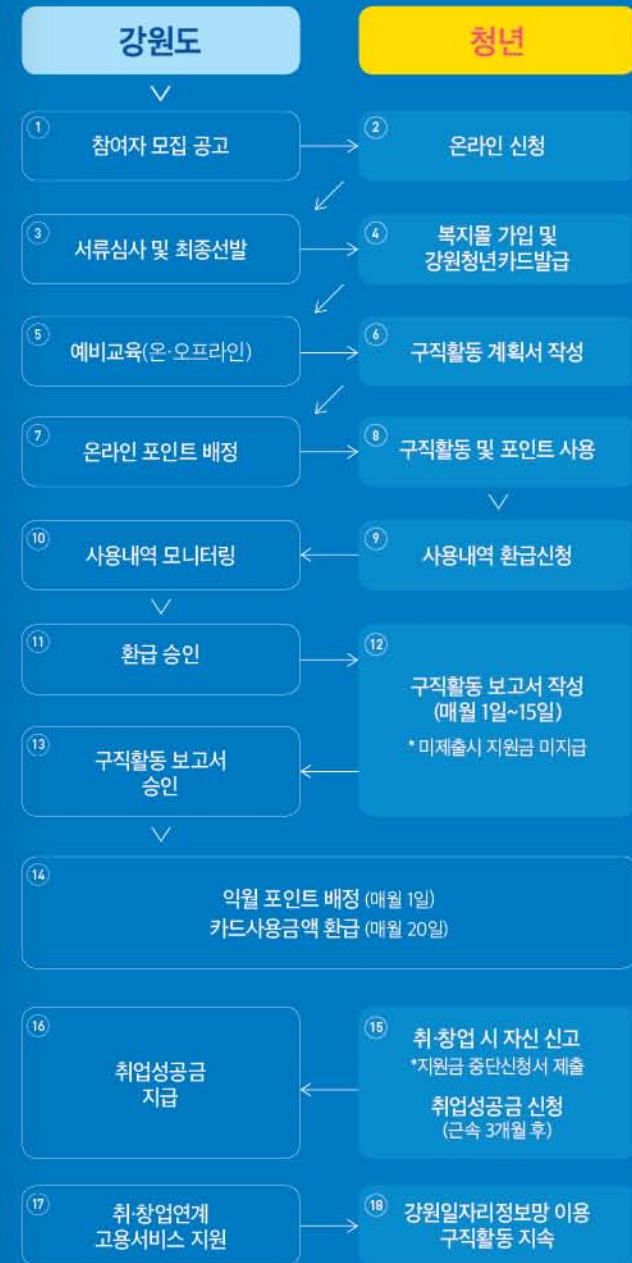 강원도
청년
① 참여자 모집 공고
② 온라인 신청
③ 서류심사 및 최종선발
④ 복지몰 가입 및
강원청년카드발급
⑤ 예비교육(온·오프라인)
⑥ 구직활동 계획서 작성
⑦ 온라인 포인트 배정
⑧ 구직활동 및 포인트 사용
⑨ 사용내역 환급신청
⑩ 사용내역 모니터링
⑪ 환급 승인
⑫ 구직활동 보고서 작성
(매월 1일~15일)
* 미제출시 지원금 미지급
⑬ 구직활동 보고서
승인
⑭ 익월 포인트 배정 (매월 1일)
카드사용금액 환급 (매월 20일)
⑮ 취·창업 시 자신 신고
*지원금 중단신청서 제출
취업성공금 신청
(근속 3개월 후)
⑯ 취업성공금
지급
⑰ 취·창업연계
고용서비스 지원
⑱ 강원일자리정보망 이용
구직활동 지속